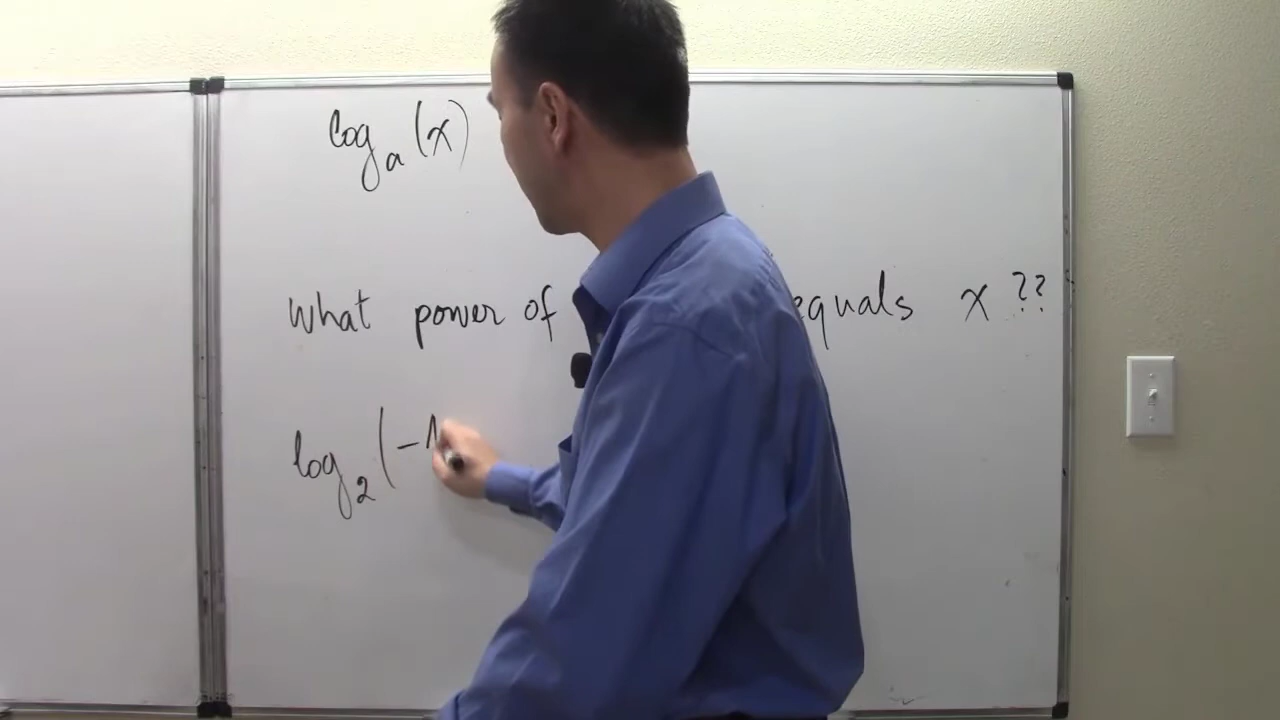 log_a (x)
What power of equals x ??
log_2 (-